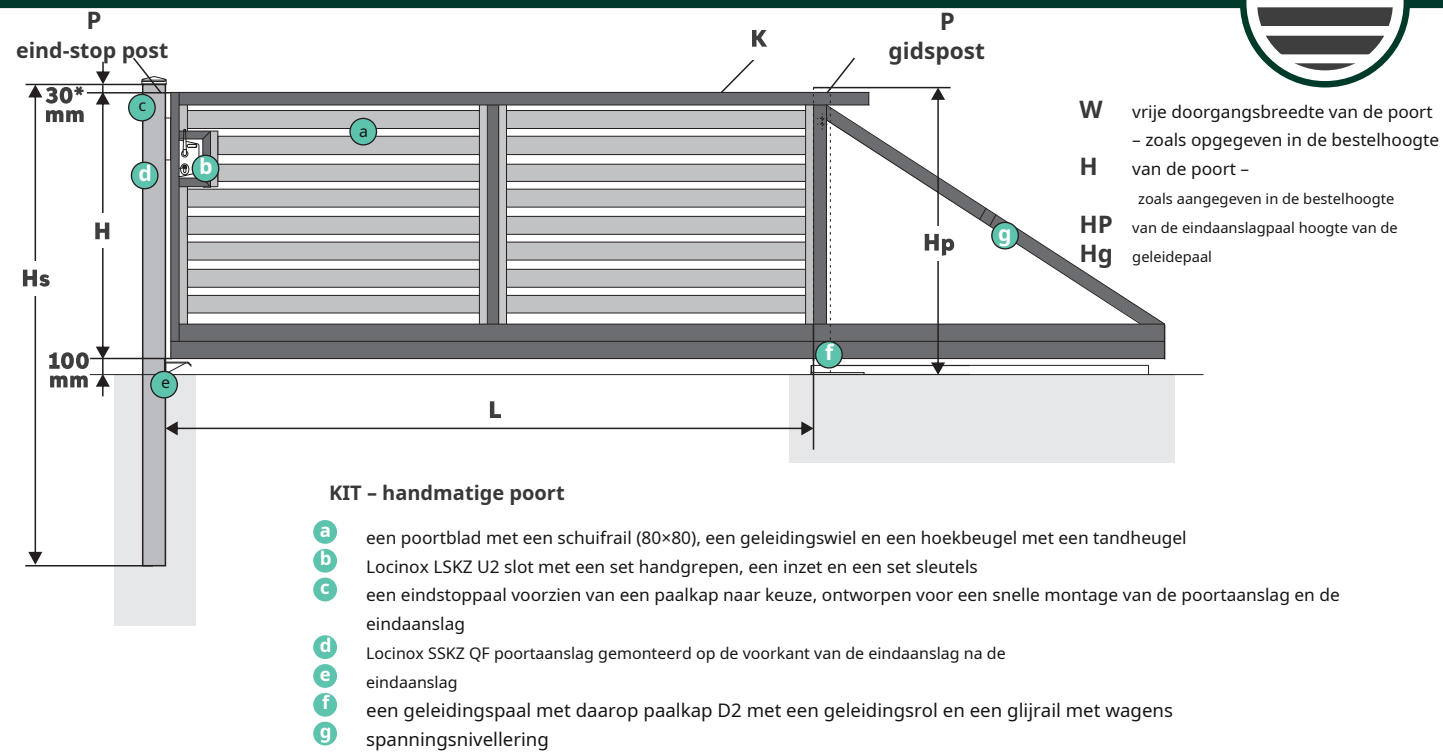 P
eind-stop post
K
P
gidspost
30*
mm
c
a
d
b
H
Hs
Hp
g
100
mm
f
e
L
W vrije doorgangsbreedte van de poort
– zoals opgegeven in de bestelhoogte
H van de poort –
zoals aangegeven in de bestelhoogte
HP van de eindaanslagpaal hoogte van de
Hg geleidepaal
KIT – handmatige poort
a een poortblad met een schuifrail (80×80), een geleidingswiel en een hoekbeugel met een tandheugel
b Locinox LSKZ U2 slot met een set handgrepen, een inzet en een set sleutels
c een eindstoppaal voorzien van een paalkap naar keuze, ontworpen voor een snelle montage van de poortaanslag en de
eindaanslag
d Locinox SSKZ QF poortaanslag gemonteerd op de voorkant van de eindaanslag na de
e eindaanslag
f een geleidingspaal met daarop paalkap D2 met een geleidingsrol en een glijrail met wagens
g spanningsnivellering